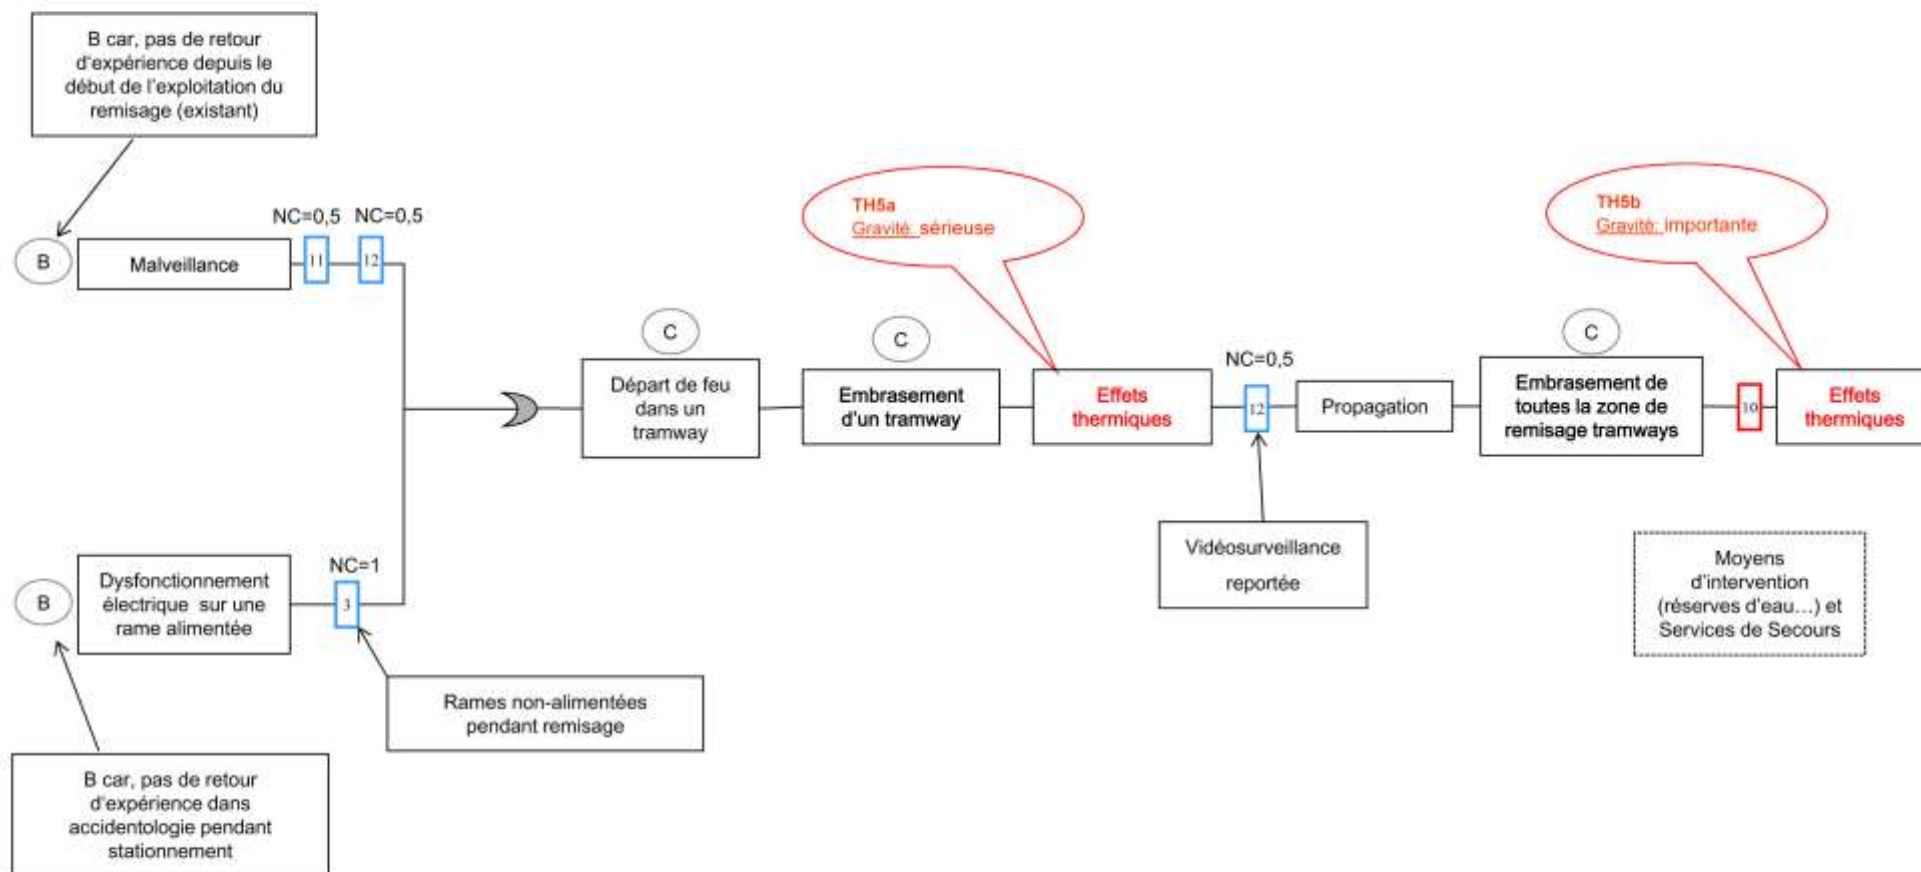 B car, pas de retour
d'expérience depuis le
début de l'exploitation du
remisage (existant)
NC=0,5
NC=0,5
B
Malveillance
11
12
TH5a
Gravité: sérieuse
TH5b
Gravité: importante
C
Départ de feu
dans un
tramway
C
Embrasement
d'un tramway
Effets
thermiques
NC=0,5
12
Propagation
C
Embrasement de
toutes la zone de
remisage tramways
10
Effets
thermiques
Vidéosurveillance
reportée
Moyens
d'intervention
(réserves d'eau…) et
Services de Secours
B
Dysfonctionnement
électrique sur une
rame alimentée
NC=1
3
Rames non-alimentées
pendant remisage
B car, pas de retour
d'expérience dans
accidentologie pendant
stationnement